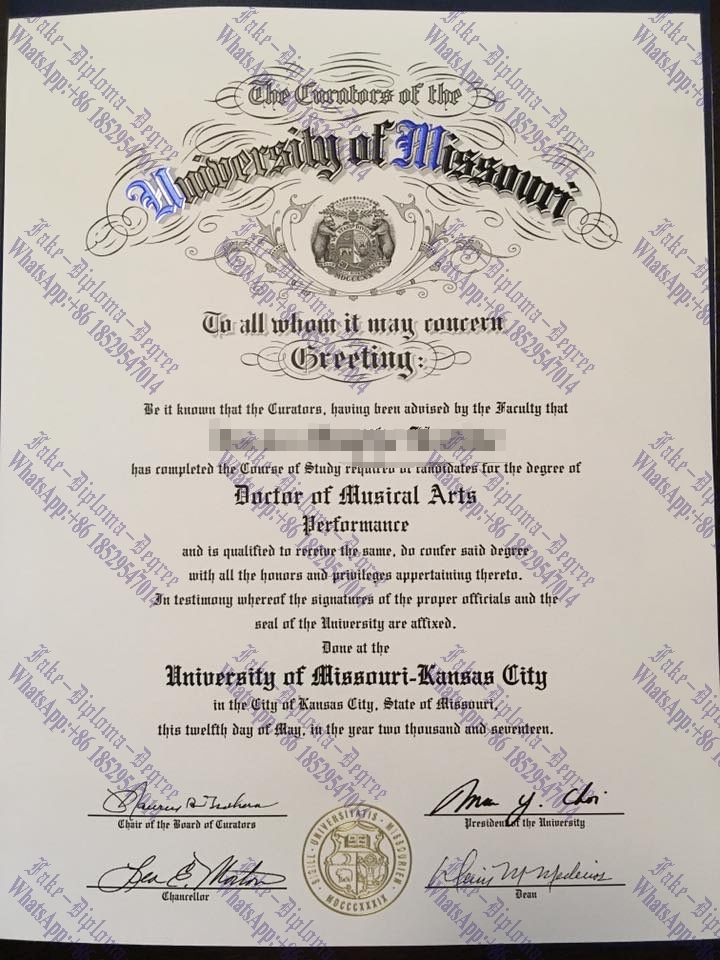 The Curators of the
University of Missouri
To all whom it may concern
Greeting:
Be it known that the Curators, having been advised by the Faculty that
has completed the Course of Study required of candidates for the degree of
Doctor of Musical Arts
Performance
and is qualified to receive the same, do confer said degree
with all the honors and privileges appertaining thereto.
In testimony whereof the signatures of the proper officials and the
seal of the University are affixed.
Done at the
University of Missouri-Kansas City
in the City of Kansas City, State of Missouri,
this twelfth day of May, in the year two thousand and seventeen.
Chair of the Board of Curators
President of the University
Chancellor
Dean
SIGILL · UNIVERSITATIS · MISSOURIEN
MDCCCXXXIX
Fake-Diploma-Degree
WhatsApp:+86 18529547014